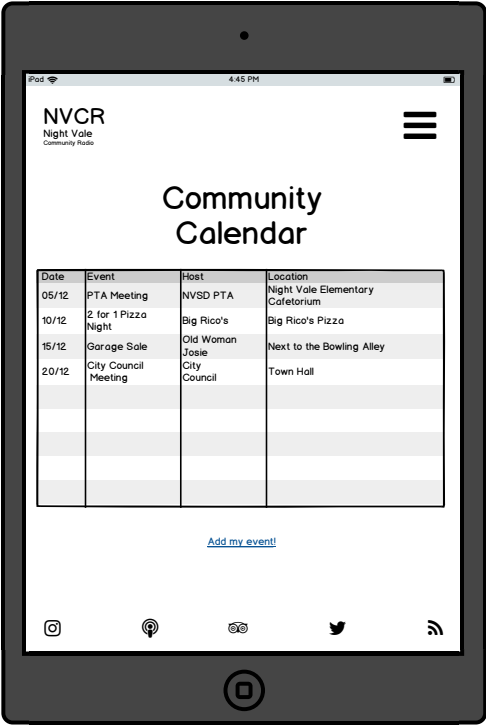 iPad 4:45 PM
NVCR
Night Vale
Community Radio
Community
Calendar
Date Event Host Location
05/12 PTA Meeting NVSD PTA Night Vale Elementary
Cafetorium
10/12 2 for 1 Pizza
Night Big Rico's Big Rico's Pizza
15/12 Garage Sale Old Woman
Josie Next to the Bowling Alley
20/12 City Council
Meeting City
Council Town Hall
Add my event!